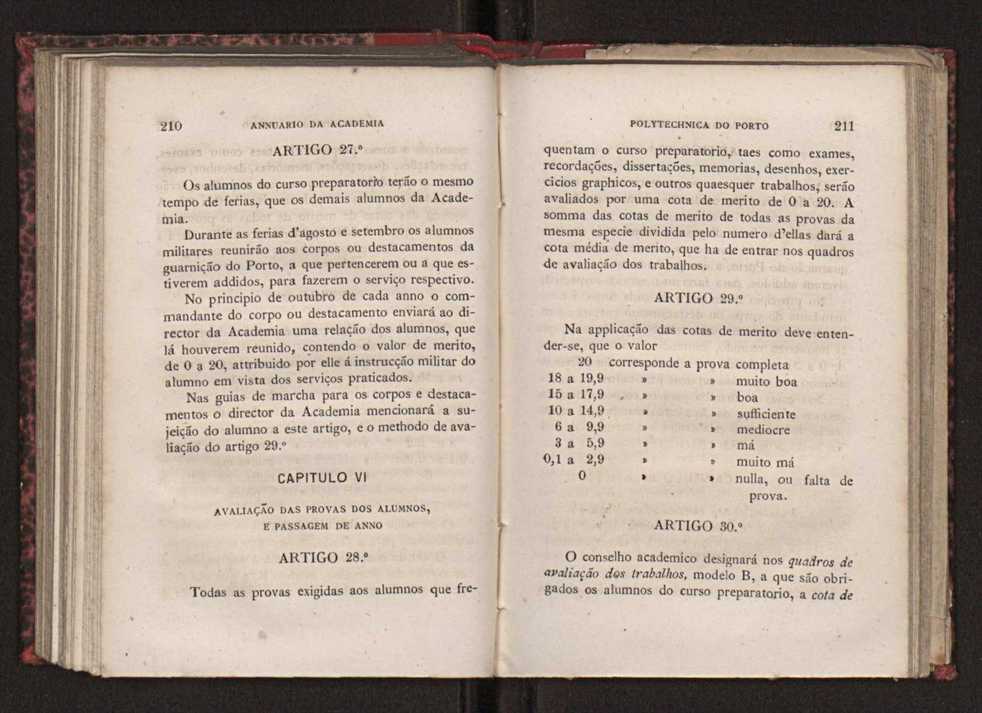 210 ANNUARIO DA ACADEMIA
ARTIGO 27.º
Os alumnos do curso preparatorio terão o mesmo
tempo de ferias, que os demais alumnos da Acade-
mia.
Durante as ferias d'agosto e setembro os alumnos
militares reunirão aos corpos ou destacamentos da
guarnição do Porto, a que pertencerem ou a que es-
tiverem addidos, para fazerem o serviço respectivo.
No principio de outubro de cada anno o com-
mandante do corpo ou destacamento enviará ao di-
rector da Academia uma relação dos alumnos, que
lá houverem reunido, contendo o valor de merito,
de 0 a 20, attribuido por elle á instrucção militar do
alumno em vista dos serviços praticados.
Nas guias de marcha para os corpos e destaca-
mentos o director da Academia mencionará a su-
jeição do alumno a este artigo, e o methodo de ava-
liação do artigo 29.º
CAPITULO VI
AVALIAÇÃO DAS PROVAS DOS ALUMNOS,
E PASSAGEM DE ANNO
ARTIGO 28.º
Todas as provas exigidas aos alumnos que fre-
POLYTECHNICA DO PORTO 211
quentam o curso preparatorio, taes como exames,
recordações, dissertações, memorias, desenhos, exer-
cicios graphicos, e outros quaesquer trabalhos, serão
avaliados por uma cota de merito de 0 a 20. A
somma das cotas de merito de todas as provas da
mesma especie dividida pelo numero d'ellas dará a
cota média de merito, que ha de entrar nos quadros
de avaliação dos trabalhos.
ARTIGO 29.º
Na applicação das cotas de merito deve enten-
der-se, que o valor
20 corresponde a prova completa
18 a 19,9 » » muito boa
15 a 17,9 » » boa
10 a 14,9 » » sufficiente
6 a 9,9 » » mediocre
3 a 5,9 » » má
0,1 a 2,9 » » muito má
0 » » nulla, ou falta de
prova.
ARTIGO 30.º
O conselho academico designará nos quadros de
avaliação dos trabalhos, modelo B, a que são obri-
gados os alumnos do curso preparatorio, a cota de